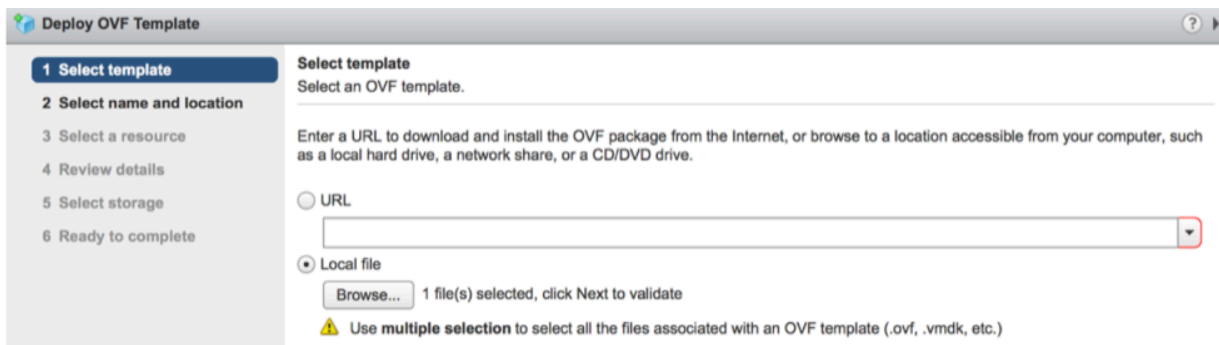 Deploy OVF Template
?
1 Select template
2 Select name and location
3 Select a resource
4 Review details
5 Select storage
6 Ready to complete
Select template
Select an OVF template.
Enter a URL to download and install the OVF package from the Internet, or browse to a location accessible from your computer, such
as a local hard drive, a network share, or a CD/DVD drive.
URL
Local file
Browse... 1 file(s) selected, click Next to validate
Use multiple selection to select all the files associated with an OVF template (.ovf, .vmdk, etc.)